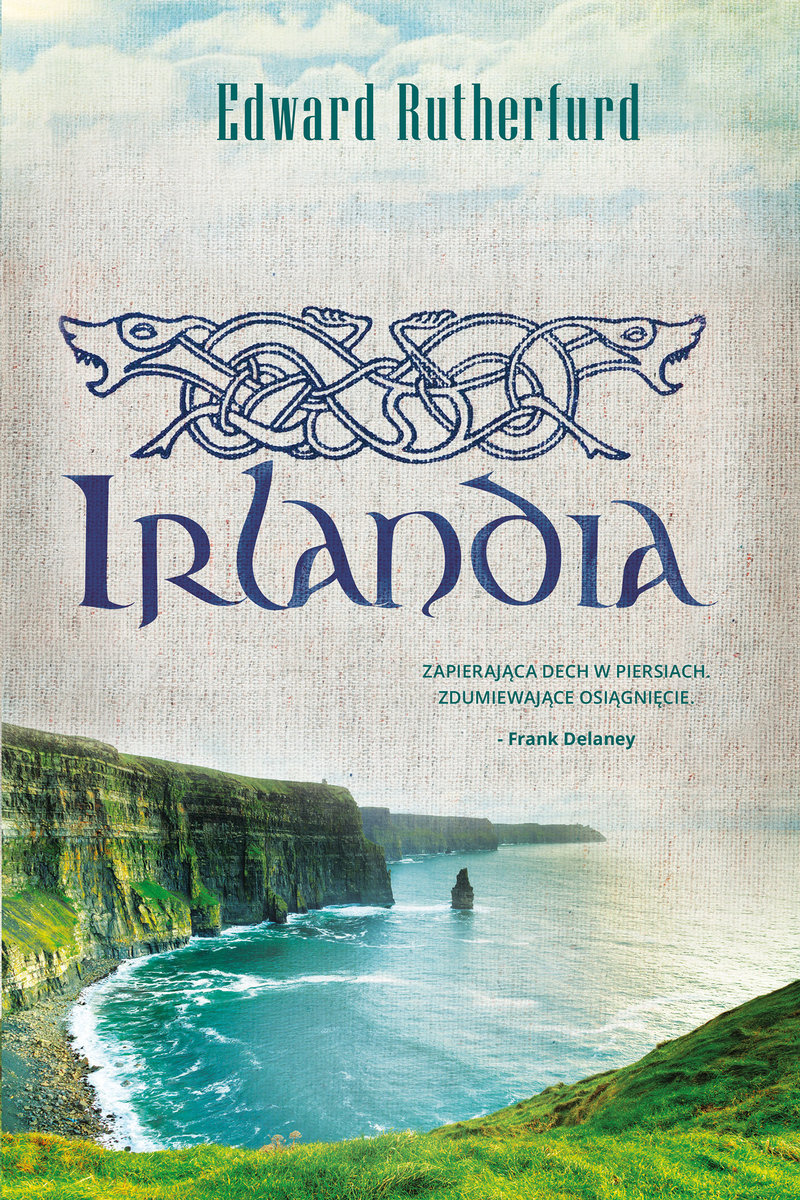 Edward Rutherfurd
Irlandia
ZAPIERAJĄCA DECH W PIERSIACH.
ZDUMIEWAJĄCE OSIĄGNIĘCIE.
- Frank Delaney